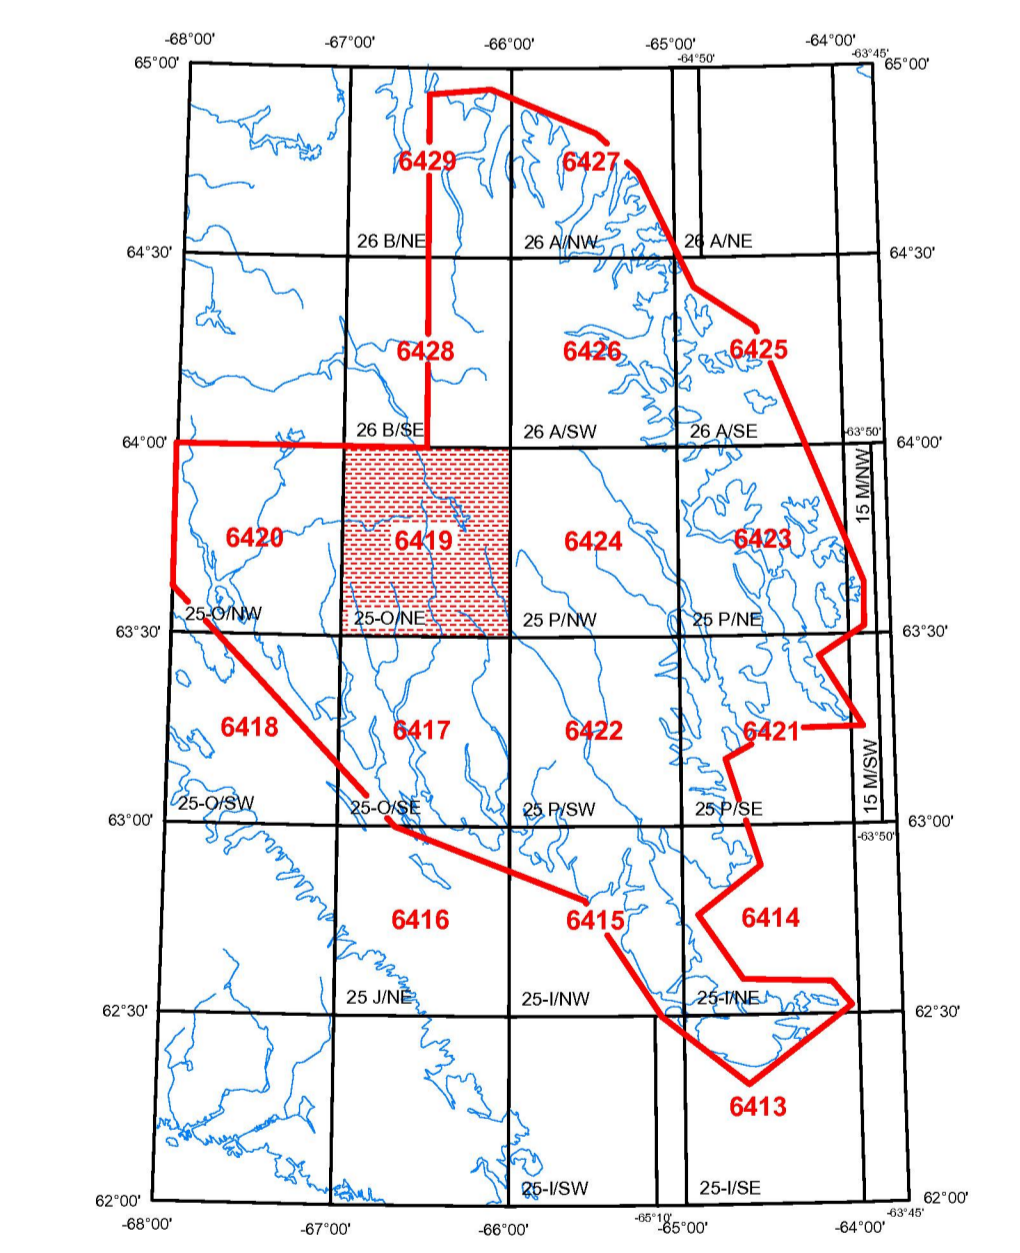 -68°00' -67°00' -66°00' -65°00' -64°00'
-64°50' -63°45'
65°00' 65°00'
6429 6427
26 B/NE 26 A/NW 26 A/NE
64°30' 64°30'
6428 6426 6425
26 B/SE 26 A/SW 26 A/SE -63°50'
64°00' 64°00'
15 M/NW
6420 6419 6424 6423
25-O/NW 25-O/NE 25 P/NW 25 P/NE
63°30' 63°30'
6418 6417 6422 6421
15 M/SW
25-O/SW 25-O/SE 25 P/SW 25 P/SE
63°00' 63°00'
-63°50'
6416 6415 6414
25 J/NE 25-I/NW 25-I/NE
62°30' 62°30'
6413
25-I/SW 25-I/SE
62°00' 62°00'
-65°10' -63°45'
-68°00' -67°00' -66°00' -65°00' -64°00'